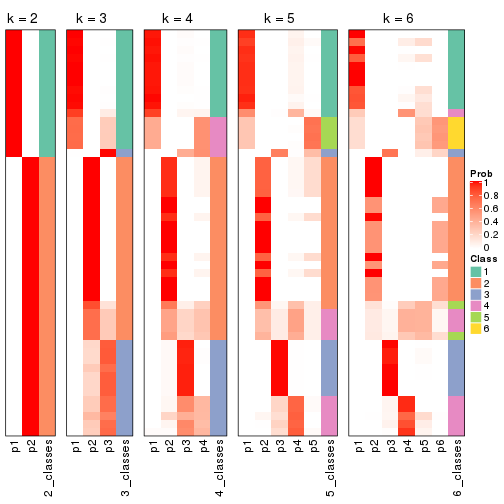 k = 2
k = 3
k = 4
k = 5
k = 6
Prob
1
0.8
0.6
0.4
0.2
0
Class
1
2
3
4
5
6
p1
p2
2_classes
p1
p2
p3
3_classes
p1
p2
p3
p4
4_classes
p1
p2
p3
p4
p5
5_classes
p1
p2
p3
p4
p5
p6
6_classes